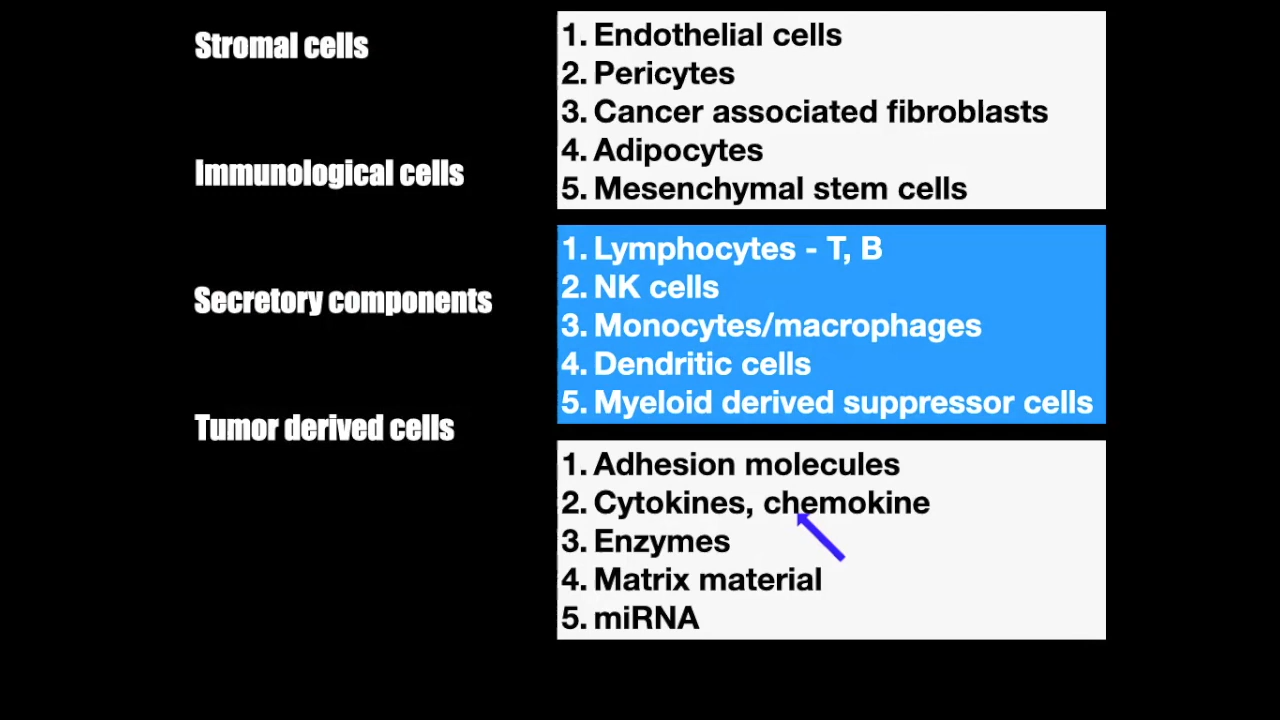 Stromal cells
Immunological cells
Secretory components
Tumor derived cells
1. Endothelial cells
2. Pericytes
3. Cancer associated fibroblasts
4. Adipocytes
5. Mesenchymal stem cells
1. Lymphocytes - T, B
2. NK cells
3. Monocytes/macrophages
4. Dendritic cells
5. Myeloid derived suppressor cells
1. Adhesion molecules
2. Cytokines, chemokine
3. Enzymes
4. Matrix material
5. miRNA